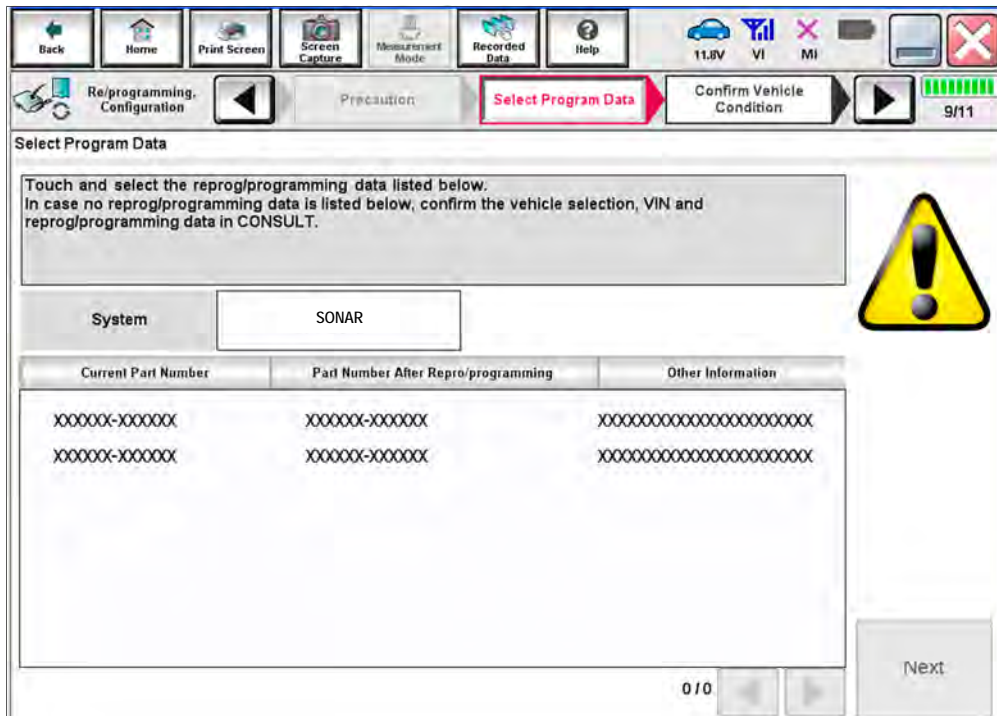 Back
Home
Print Screen
Screen
Capture
Measurement
Mode
Recorded
Data
Help
11.8V
VI
MI
Re/programming,
Configuration
Precaution
Select Program Data
Confirm Vehicle
Condition
9/11
Select Program Data
Touch and select the reprog/programming data listed below.
In case no reprog/programming data is listed below, confirm the vehicle selection, VIN and
reprog/programming data in CONSULT.
System
SONAR
Current Part Number
Part Number After Repro/programming
Other Information
XXXXXX-XXXXXX XXXXXX-XXXXXX XXXXXXXXXXXXXXXXXXXXXX
XXXXXX-XXXXXX XXXXXX-XXXXXX XXXXXXXXXXXXXXXXXXXXXX
0/0
Next